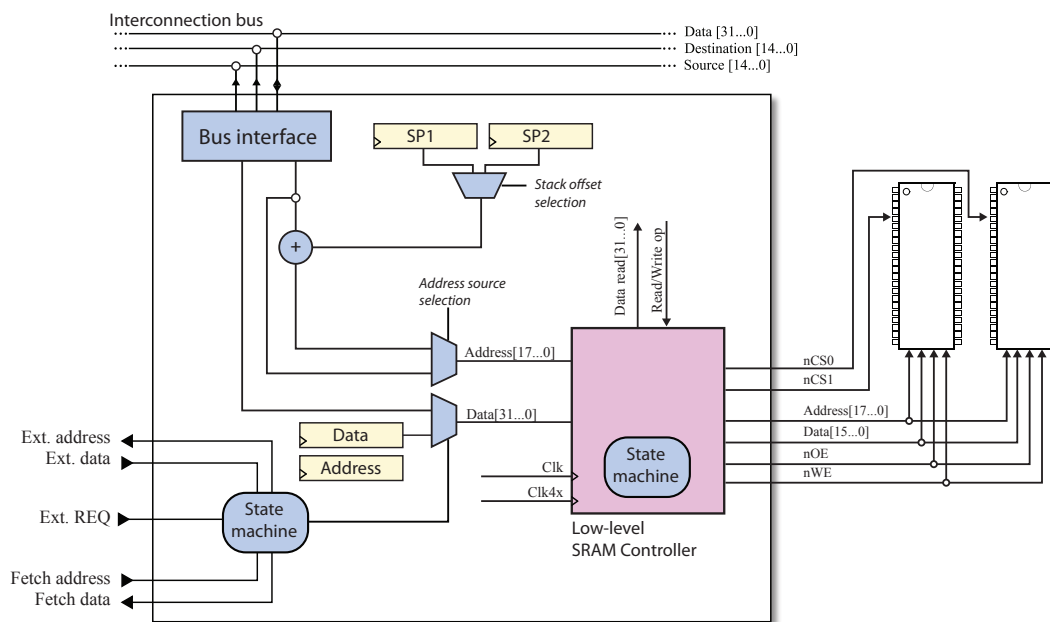 Interconnection bus
Data [31...0]
Destination [14...0]
Source [14...0]
Bus interface
SP1
SP2
Stack offset
selection
+
Address source
selection
Data read[31...0]
Read/Write op
Address[17...0]
Data[31...0]
Data
Address
Clk
Clk4x
State
machine
Low-level
SRAM Controller
nCS0
nCS1
Address[17...0]
Data[15...0]
nOE
nWE
Ext. address
Ext. data
Ext. REQ
State
machine
Fetch address
Fetch data